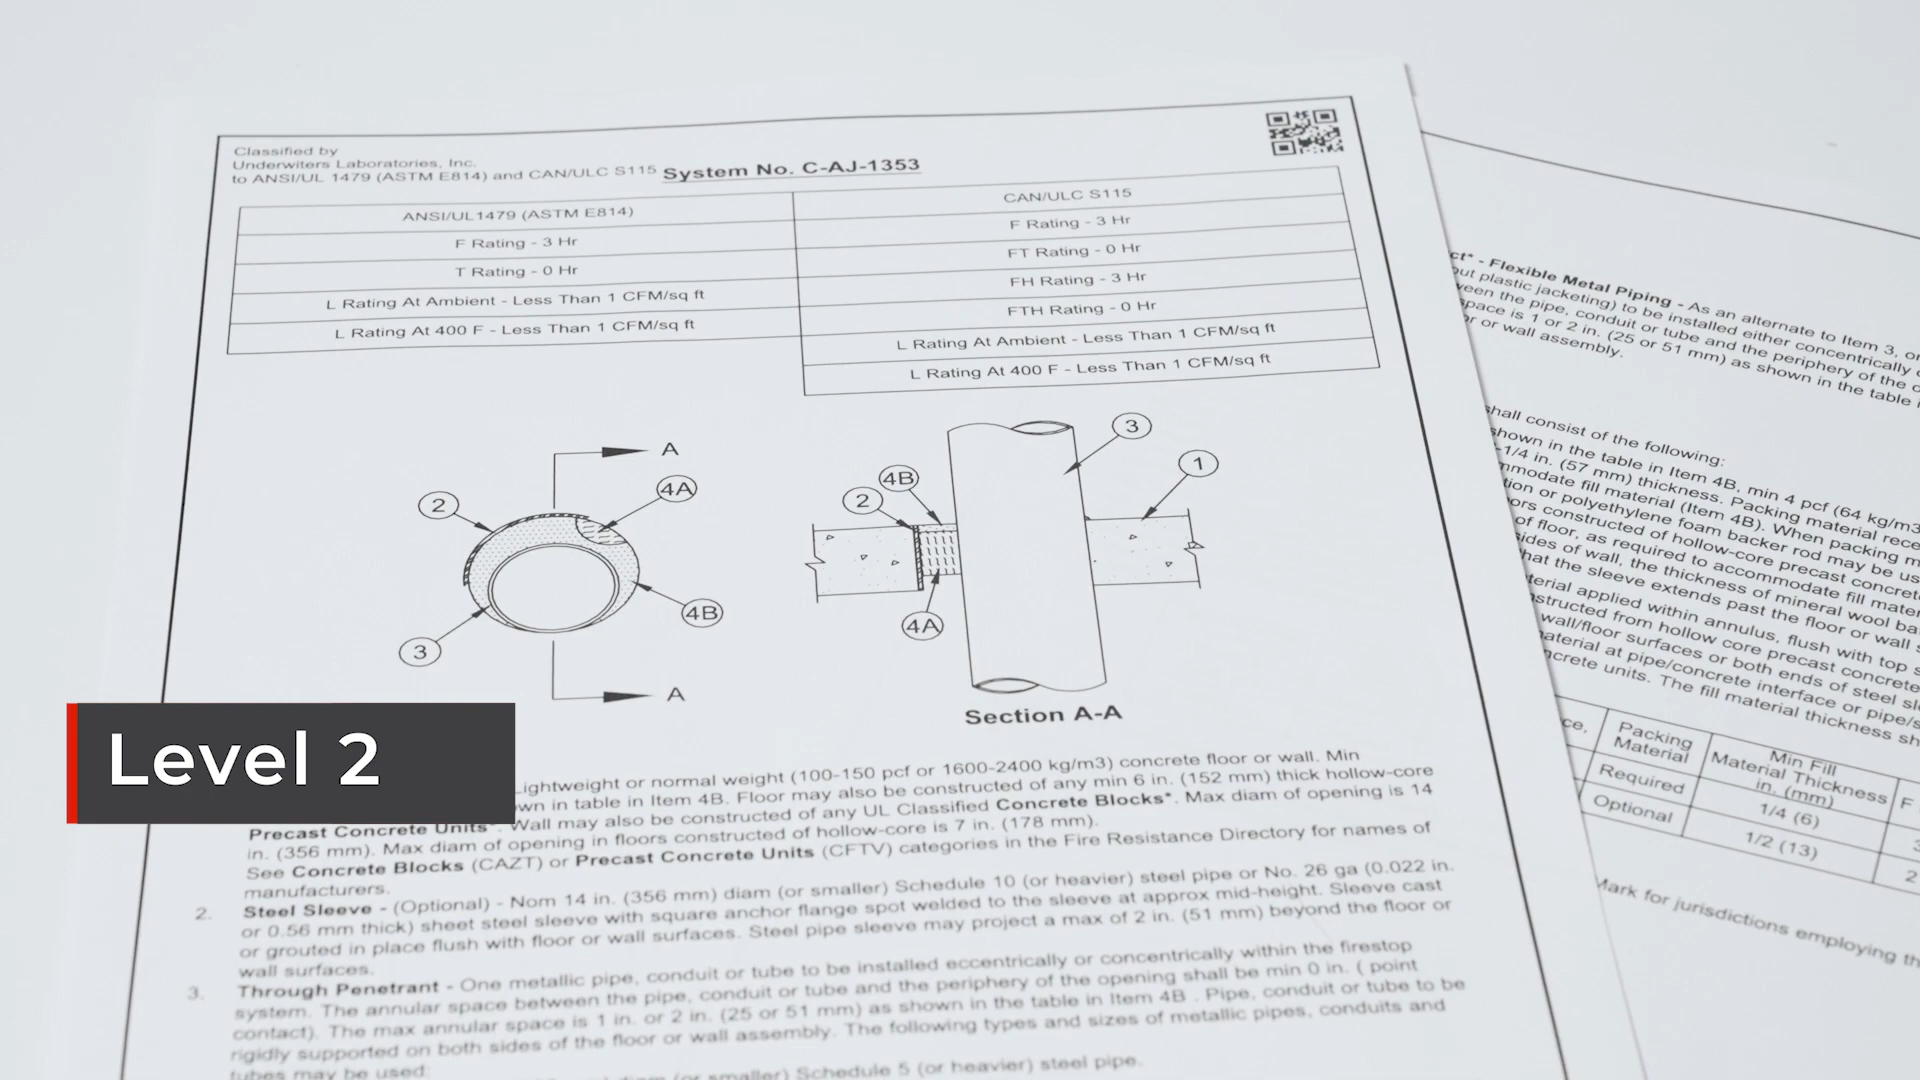 Classified by
Underwiters Laboratories, Inc.
to ANSI/UL 1479 (ASTM E814) and CAN/ULC S115
System No. C-AJ-1353
ANSI/UL1479 (ASTM E814)
F Rating - 3 Hr
T Rating - 0 Hr
L Rating At Ambient - Less Than 1 CFM/sq ft
L Rating At 400 F - Less Than 1 CFM/sq ft
CAN/ULC S115
F Rating - 3 Hr
FT Rating - 0 Hr
FH Rating - 3 Hr
FTH Rating - 0 Hr
L Rating At Ambient - Less Than 1 CFM/sq ft
L Rating At 400 F - Less Than 1 CFM/sq ft
A
4A
2
4B
3
A
3
1
4B
2
4A
Section A-A
Level 2
Lightweight or normal weight (100-150 pcf or 1600-2400 kg/m3) concrete floor or wall. Min
in table in Item 4B. Floor may also be constructed of any min 6 in. (152 mm) thick hollow-core
Precast Concrete Units*. Wall may also be constructed of any UL Classified Concrete Blocks*. Max diam of opening is 14
in. (356 mm). Max diam of opening in floors constructed of hollow-core is 7 in. (178 mm).
See Concrete Blocks (CAZT) or Precast Concrete Units (CFTV) categories in the Fire Resistance Directory for names of
manufacturers.
2. Steel Sleeve - (Optional) - Nom 14 in. (356 mm) diam (or smaller) Schedule 10 (or heavier) steel pipe or No. 26 ga (0.022 in.
or 0.56 mm thick) sheet steel sleeve with square anchor flange spot welded to the sleeve at approx mid-height. Sleeve cast
or grouted in place flush with floor or wall surfaces. Steel pipe sleeve may project a max of 2 in. (51 mm) beyond the floor or
wall surfaces.
3. Through Penetrant - One metallic pipe, conduit or tube to be installed eccentrically or concentrically within the firestop
system. The annular space between the pipe, conduit or tube and the periphery of the opening shall be min 0 in. ( point
contact). The max annular space is 1 in. or 2 in. (25 or 51 mm) as shown in the table in Item 4B . Pipe, conduit or tube to be
rigidly supported on both sides of the floor or wall assembly. The following types and sizes of metallic pipes, conduits and
tubes may be used:
(or smaller) Schedule 5 (or heavier) steel pipe.
- Flexible Metal Piping - As an alternate to Item 3,
plastic jacketing) to be installed either concentrically
the pipe, conduit or tube and the periphery of the
is 1 or 2 in. (25 or 51 mm) as shown in the table
or wall assembly.
shall consist of the following:
shown in the table in Item 4B, min 4 pcf (64 kg/m3
-1/4 in. (57 mm) thickness. Packing material
fill material (Item 4B). When packing
or polyethylene foam backer rod may be
constructed of hollow-core precast
of floor, as required to accommodate fill
sides of wall, the thickness of mineral wool
that the sleeve extends past the floor or wall
applied within annulus, flush with top
from hollow core precast
wall/floor surfaces or both ends of steel
material at pipe/concrete interface or
units. The fill material thickness
Packing
Material
Min Fill
Material Thickness
in. (mm)
F
Required
1/4 (6)
Optional
1/2 (13)
2
Mark for jurisdictions employing